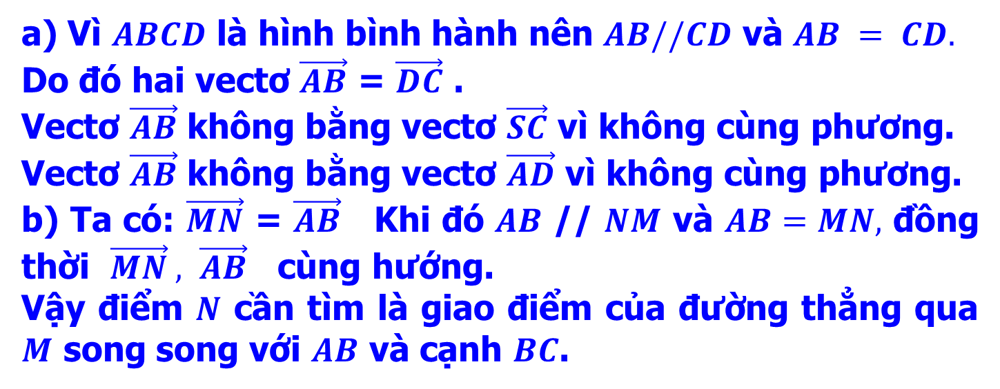 a) Vì ABCD là hình bình hành nên AB//CD và AB = CD.
Do đó hai vectơ $\overrightarrow{AB}$ = $\overrightarrow{DC}$ .
Vectơ $\overrightarrow{AB}$ không bằng vectơ $\overrightarrow{SC}$ vì không cùng phương.
Vectơ $\overrightarrow{AB}$ không bằng vectơ $\overrightarrow{AD}$ vì không cùng phương.
b) Ta có: $\overrightarrow{MN}$ = $\overrightarrow{AB}$ Khi đó AB // NM và AB = MN, đồng
thời $\overrightarrow{MN}$ , $\overrightarrow{AB}$ cùng hướng.
Vậy điểm N cần tìm là giao điểm của đường thẳng qua
M song song với AB và cạnh BC.